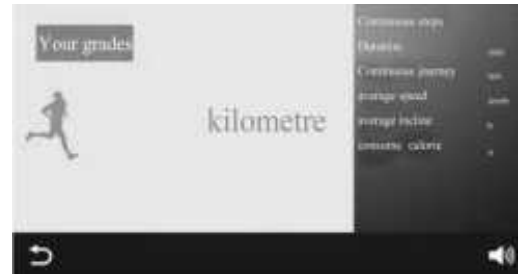 Your grades
kilometre
Continuous steps
Duration
Continuous journey
average speed
average incline
consume calorie